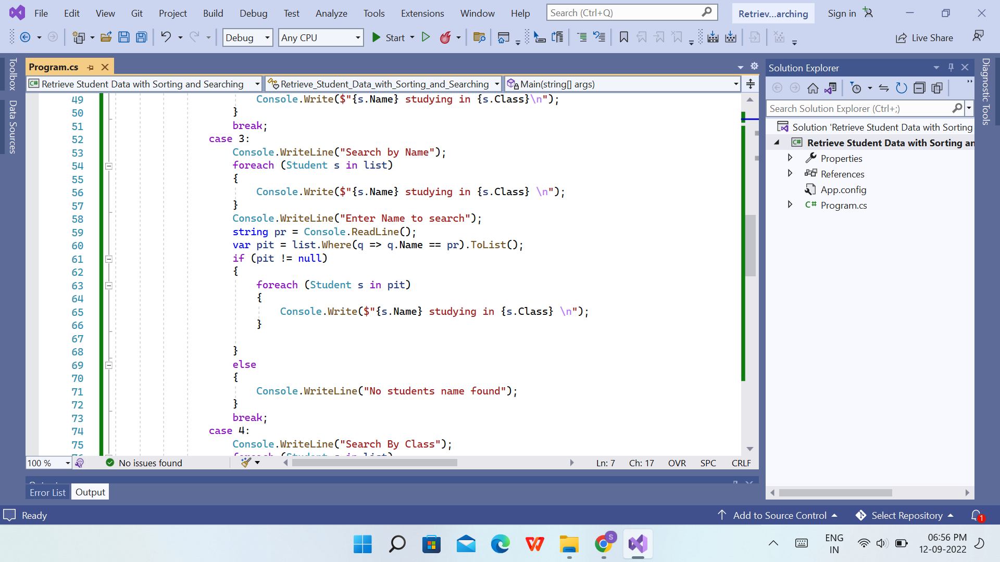 File Edit View Git Project Build Debug Test Analyze Tools Extensions Window Help Search (Ctrl+Q) Retriev...arching Sign in
Debug Any CPU Start Live Share
Toolbox
Data Sources
Program.cs
Retrieve Student Data with Sorting and Searching Retrieve_Student_Data_with_Sorting_and_Searching Main(string[] args)
49 Console.Write($"{s.Name} studying in {s.Class}\n");
50 }
51 break;
52 case 3:
53 Console.WriteLine("Search by Name");
54 foreach (Student s in list)
55 {
56 Console.Write($"{s.Name} studying in {s.Class} \n");
57 }
58 Console.WriteLine("Enter Name to search");
59 string pr = Console.ReadLine();
60 var pit = list.Where(q => q.Name == pr).ToList();
61 if (pit != null)
62 {
63 foreach (Student s in pit)
64 {
65 Console.Write($"{s.Name} studying in {s.Class} \n");
66 }
67
68 }
69 else
70 {
71 Console.WriteLine("No students name found");
72 }
73 break;
74 case 4:
75 Console.WriteLine("Search By Class");
100 % No issues found Ln: 7 Ch: 17 OVR SPC CRLF
Error List Output
Solution Explorer
Search Solution Explorer (Ctrl+;)
Solution 'Retrieve Student Data with Sorting
C# Retrieve Student Data with Sorting an
Properties
References
App.config
C# Program.cs
Diagnostic Tools
Ready Add to Source Control Select Repository 1
S
ENG
IN
06:56 PM
12-09-2022